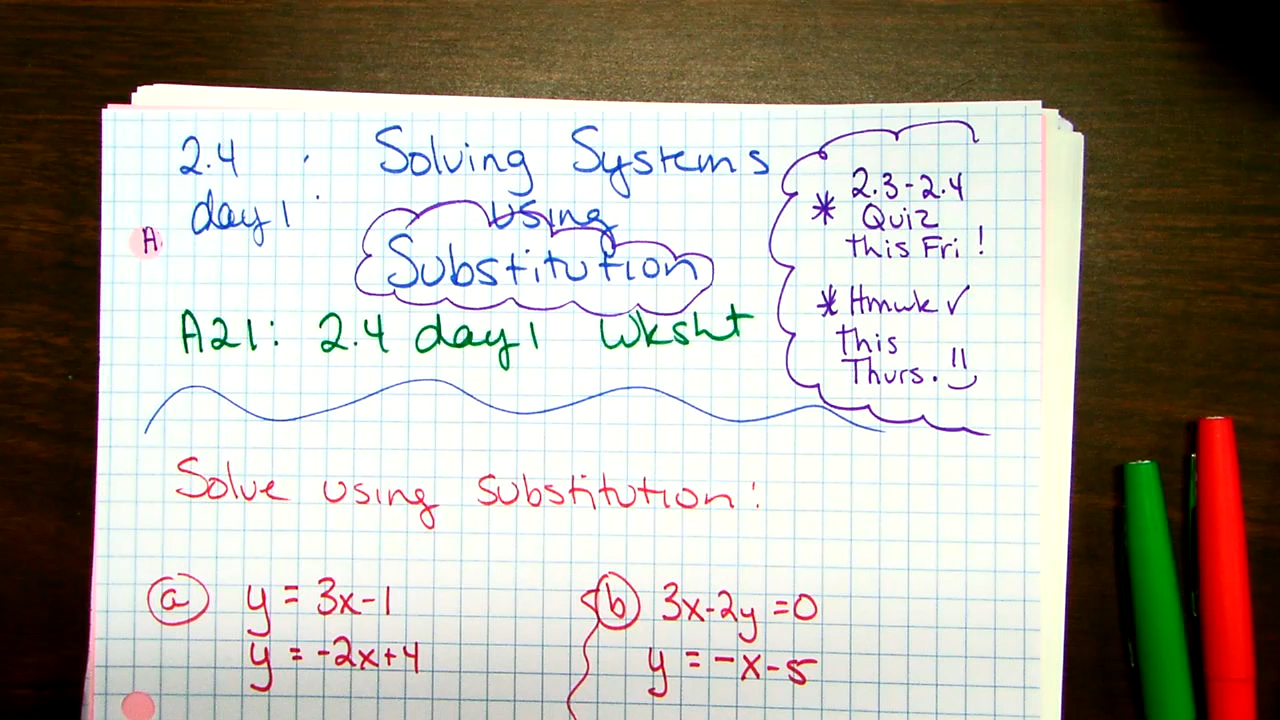 2.4 : Solving Systems
day 1 Using
A
Substitution
A21: 2.4 day 1 Wksht
* 2.3-2.4
Quiz
this Fri!
* Hmwk ✓
this
Thurs.
Solve using substitution:
a y = 3x-1
y = -2x+4
b 3x-2y=0
y = -x-5